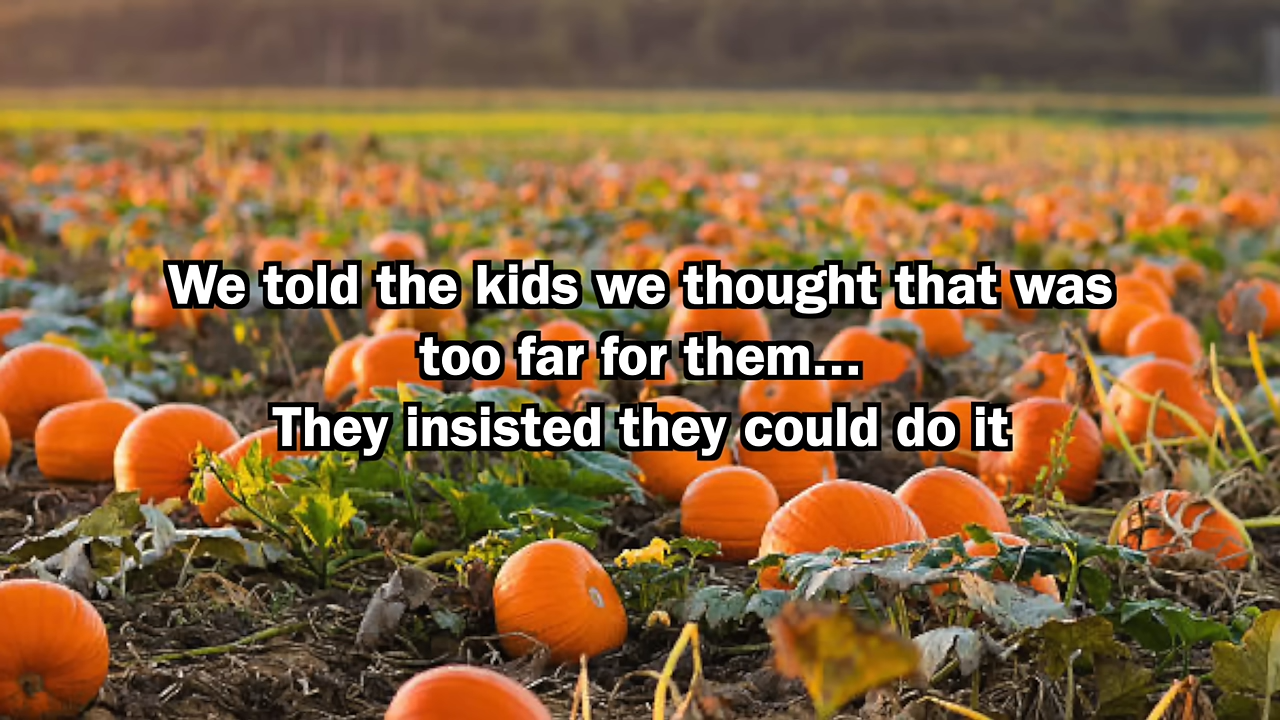 We told the kids we thought that was
too far for them...
They insisted they could do it